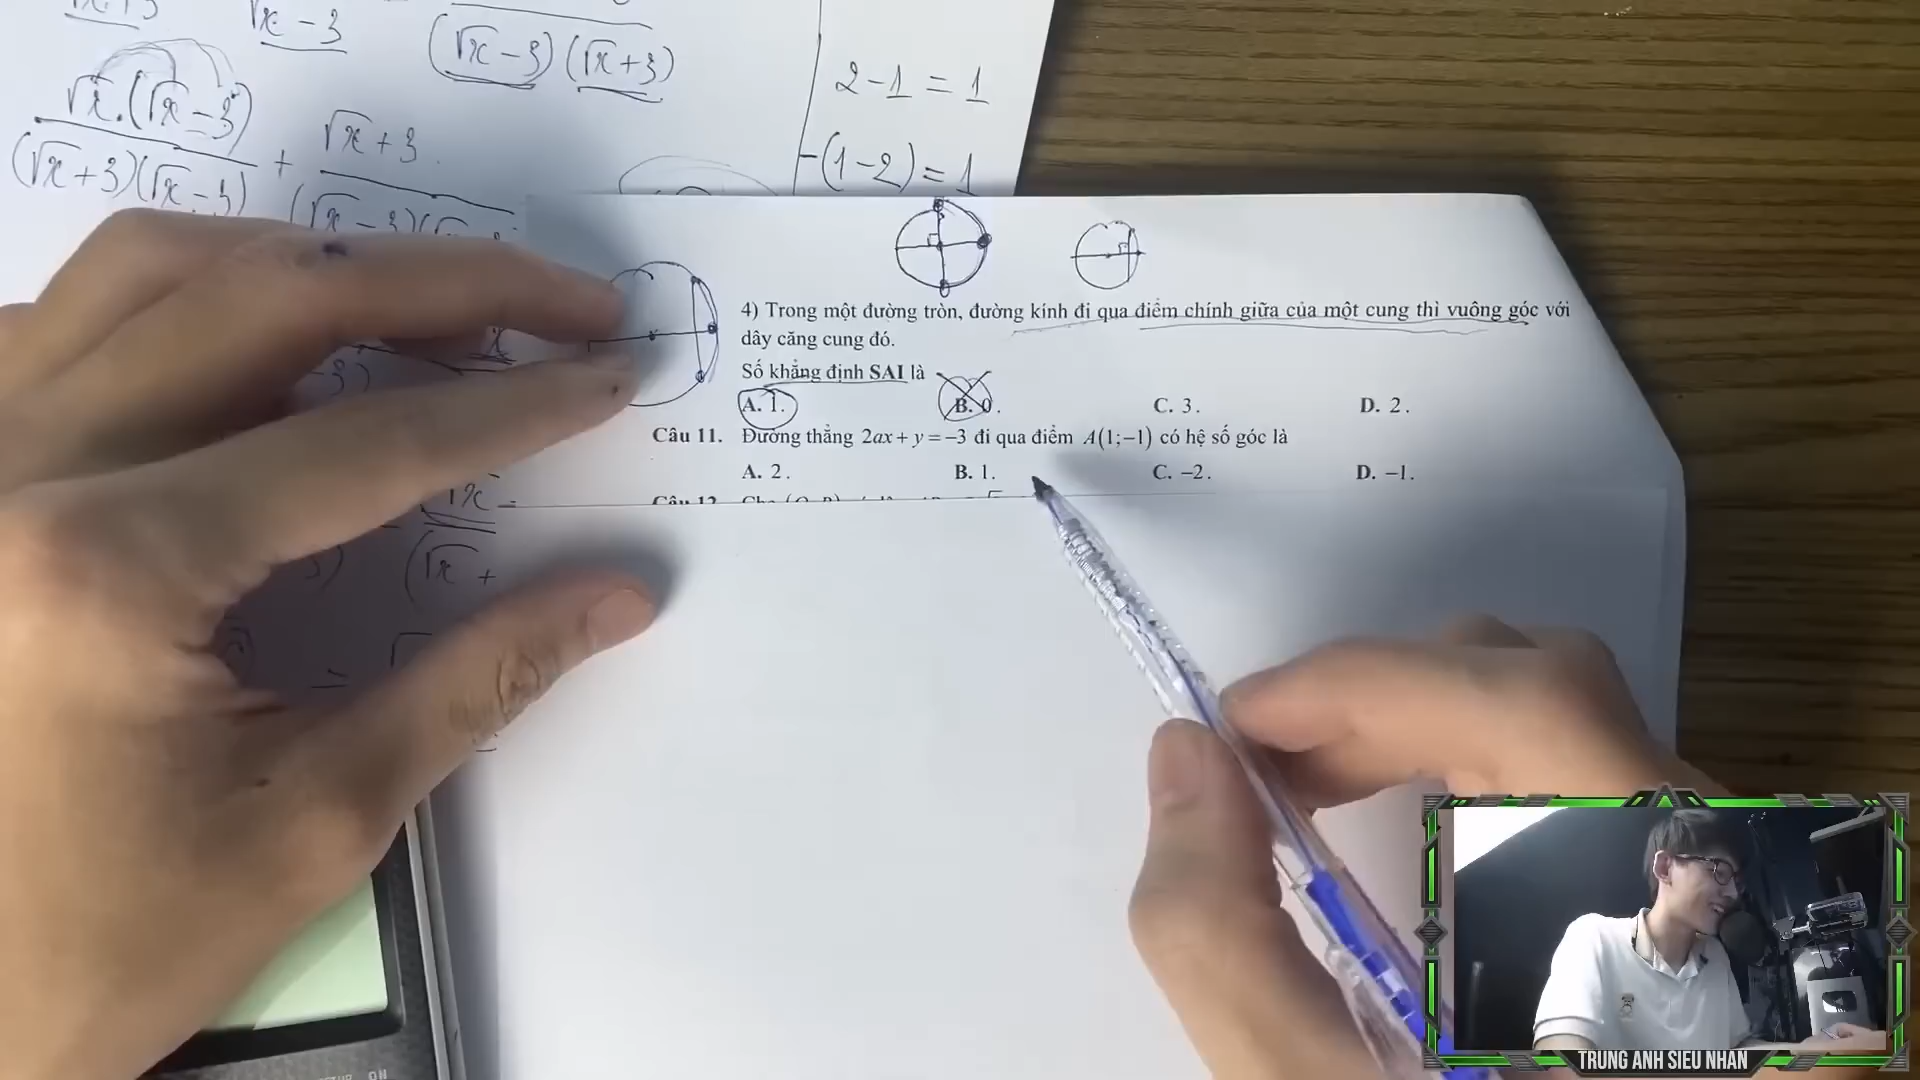 √x - 3
(√x - 3)(√x + 3)
2 - 1 = 1
√x.(√x - 3)
√x + 3
-(1 - 2) = 1
(√x + 3)(√x - 3) +
4) Trong một đường tròn, đường kính đi qua điểm chính giữa của một cung thì vuông góc với
dây căng cung đó.
Số khẳng định SAI là
A. 1. B. 0. C. 3. D. 2.
Câu 11. Đường thẳng 2ax + y = −3 đi qua điểm A(1;−1) có hệ số góc là
A. 2. B. 1. C. −2. D. −1.
(√x +
ON
TRUNG ANH SIEU NHAN